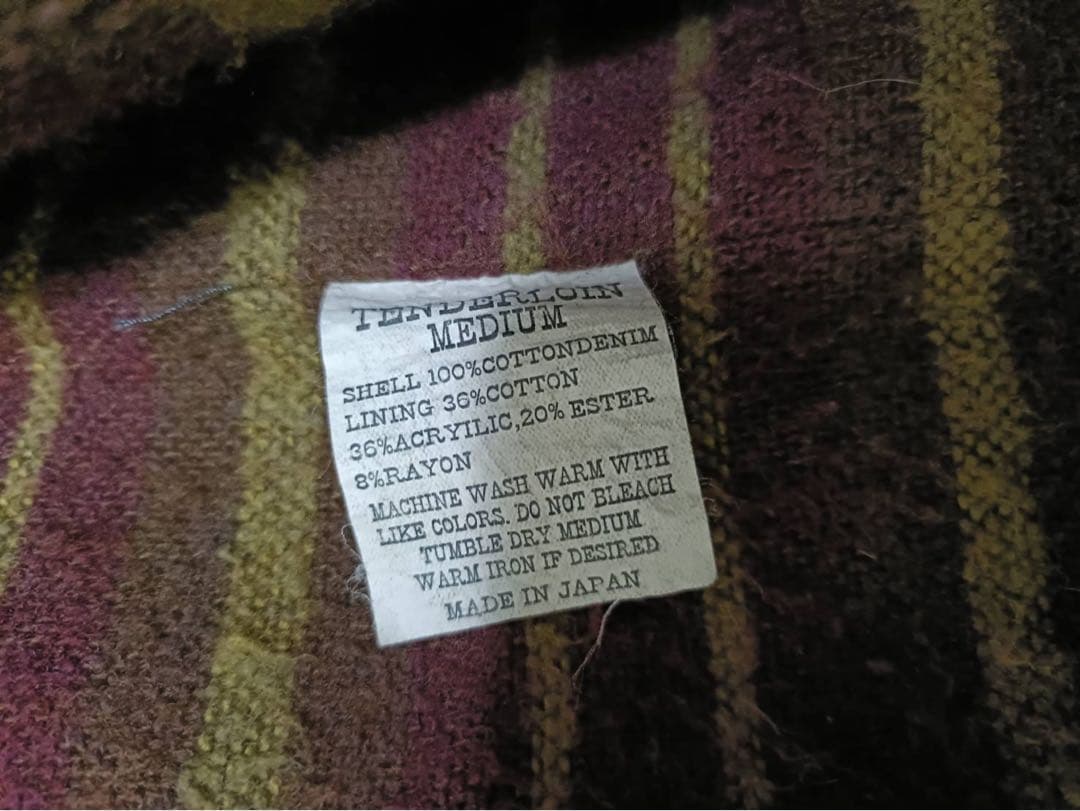 TENDERLOIN
MEDIUM
SHELL 100%COTTONDENIM
LINING 36%COTTON
36%ACRYILIC,20% ESTER
8%RAYON
MACHINE WASH WARM WITH
LIKE COLORS. DO NOT BLEACH
TUMBLE DRY MEDIUM
WARM IRON IF DESIRED
MADE IN JAPAN